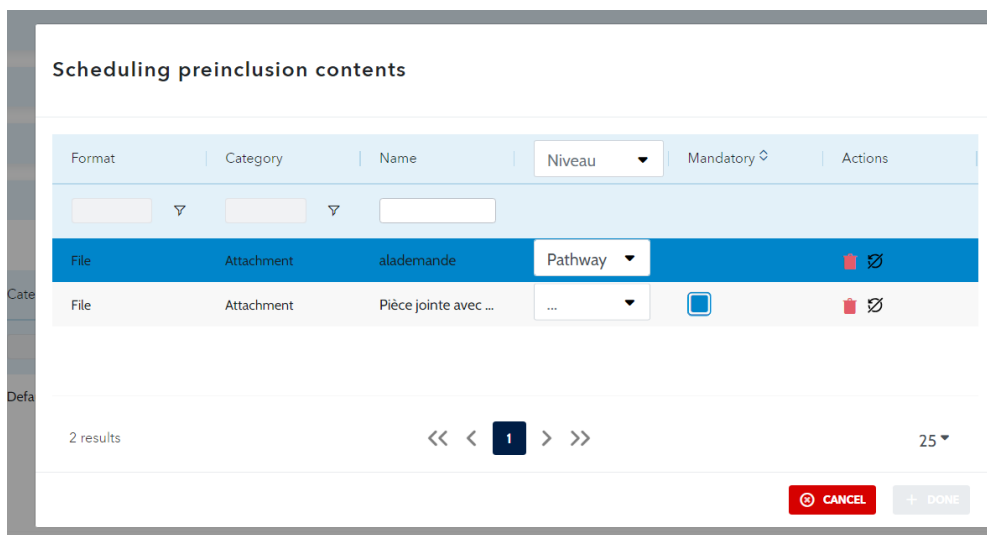 Scheduling preinclusion contents
Format Category Name Niveau Mandatory Actions
File Attachment alademande Pathway
Cate
File Attachment Pièce jointe avec ... ...
Defa
2 results << < 1 > >> 25
CANCEL + DONE